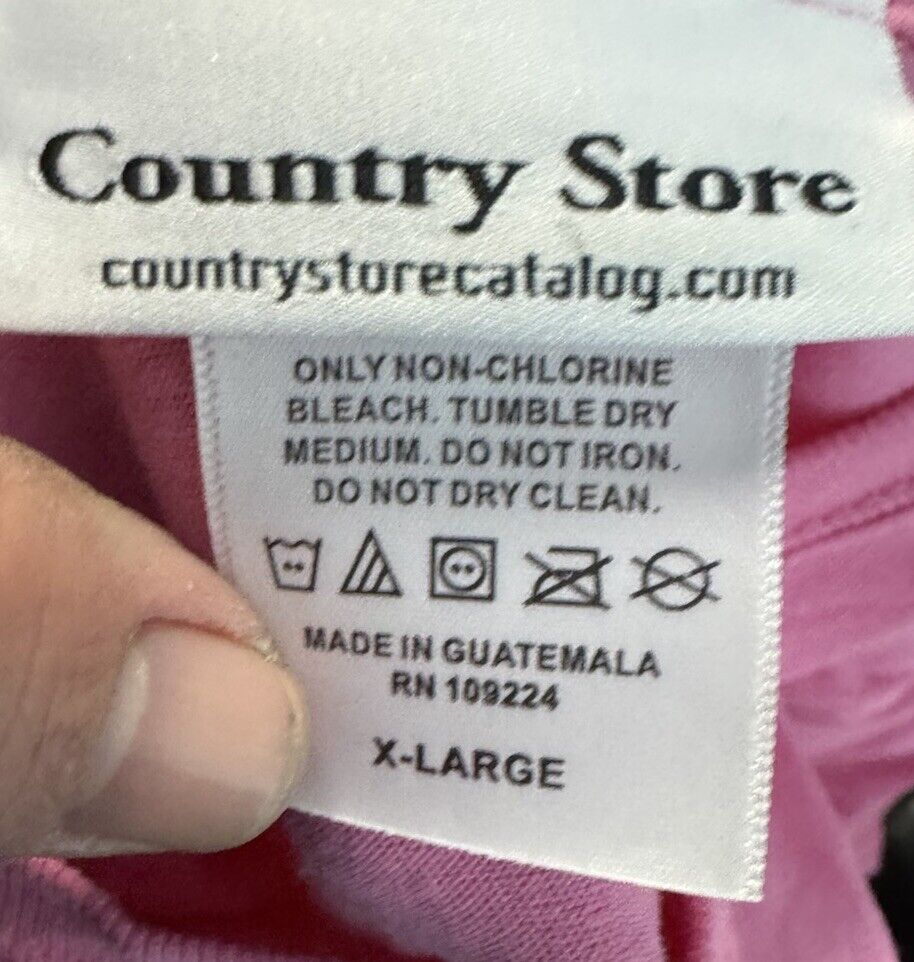 Country Store
countrystorecatalog.com
ONLY NON-CHLORINE
BLEACH. TUMBLE DRY
MEDIUM. DO NOT IRON.
DO NOT DRY CLEAN.
MADE IN GUATEMALA
RN 109224
X-LARGE